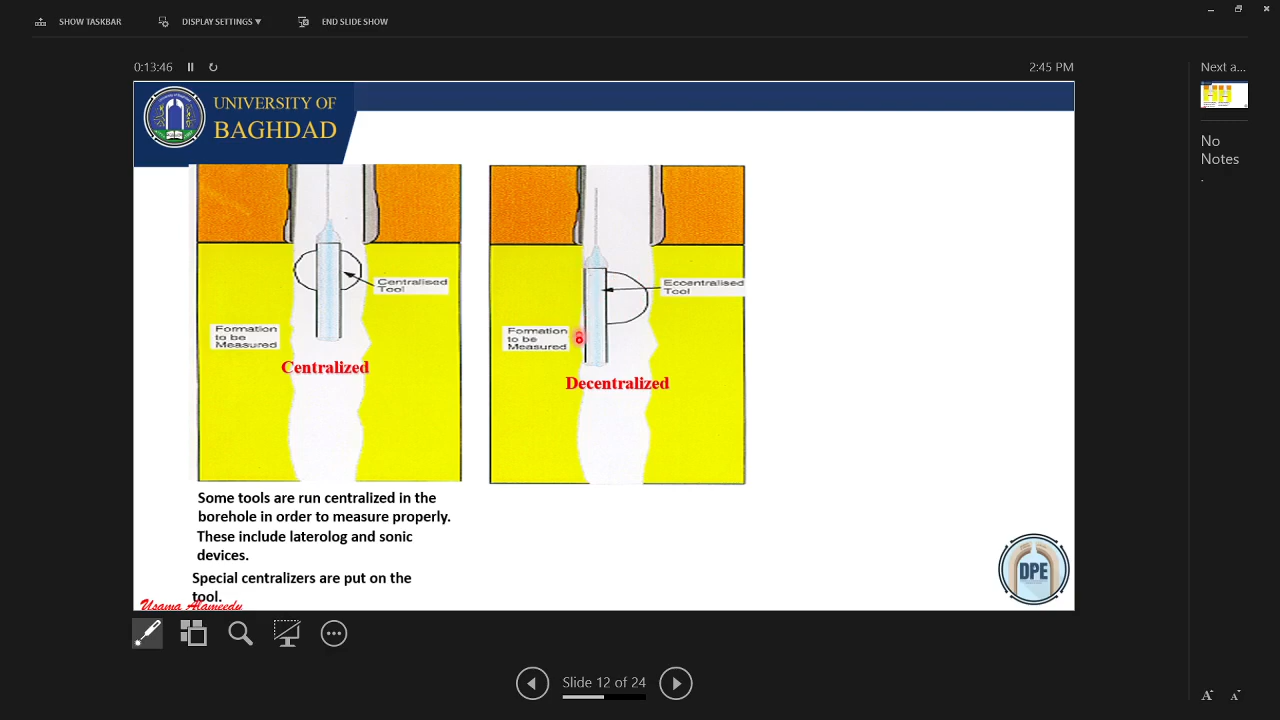 SHOW TASKBAR
DISPLAY SETTINGS ▼
END SLIDE SHOW
0:13:46
2:45 PM
Next a...
No
Notes
.
UNIVERSITY OF
BAGHDAD
Centralised
Tool
Formation
to be
Measured
Centralized
Eccentralised
Tool
Formation
to be
Measured
Decentralized
Some tools are run centralized in the
borehole in order to measure properly.
These include laterolog and sonic
devices.
Special centralizers are put on the
tool.
Usama Alameedy
DPE
Slide 12 of 24
A
A